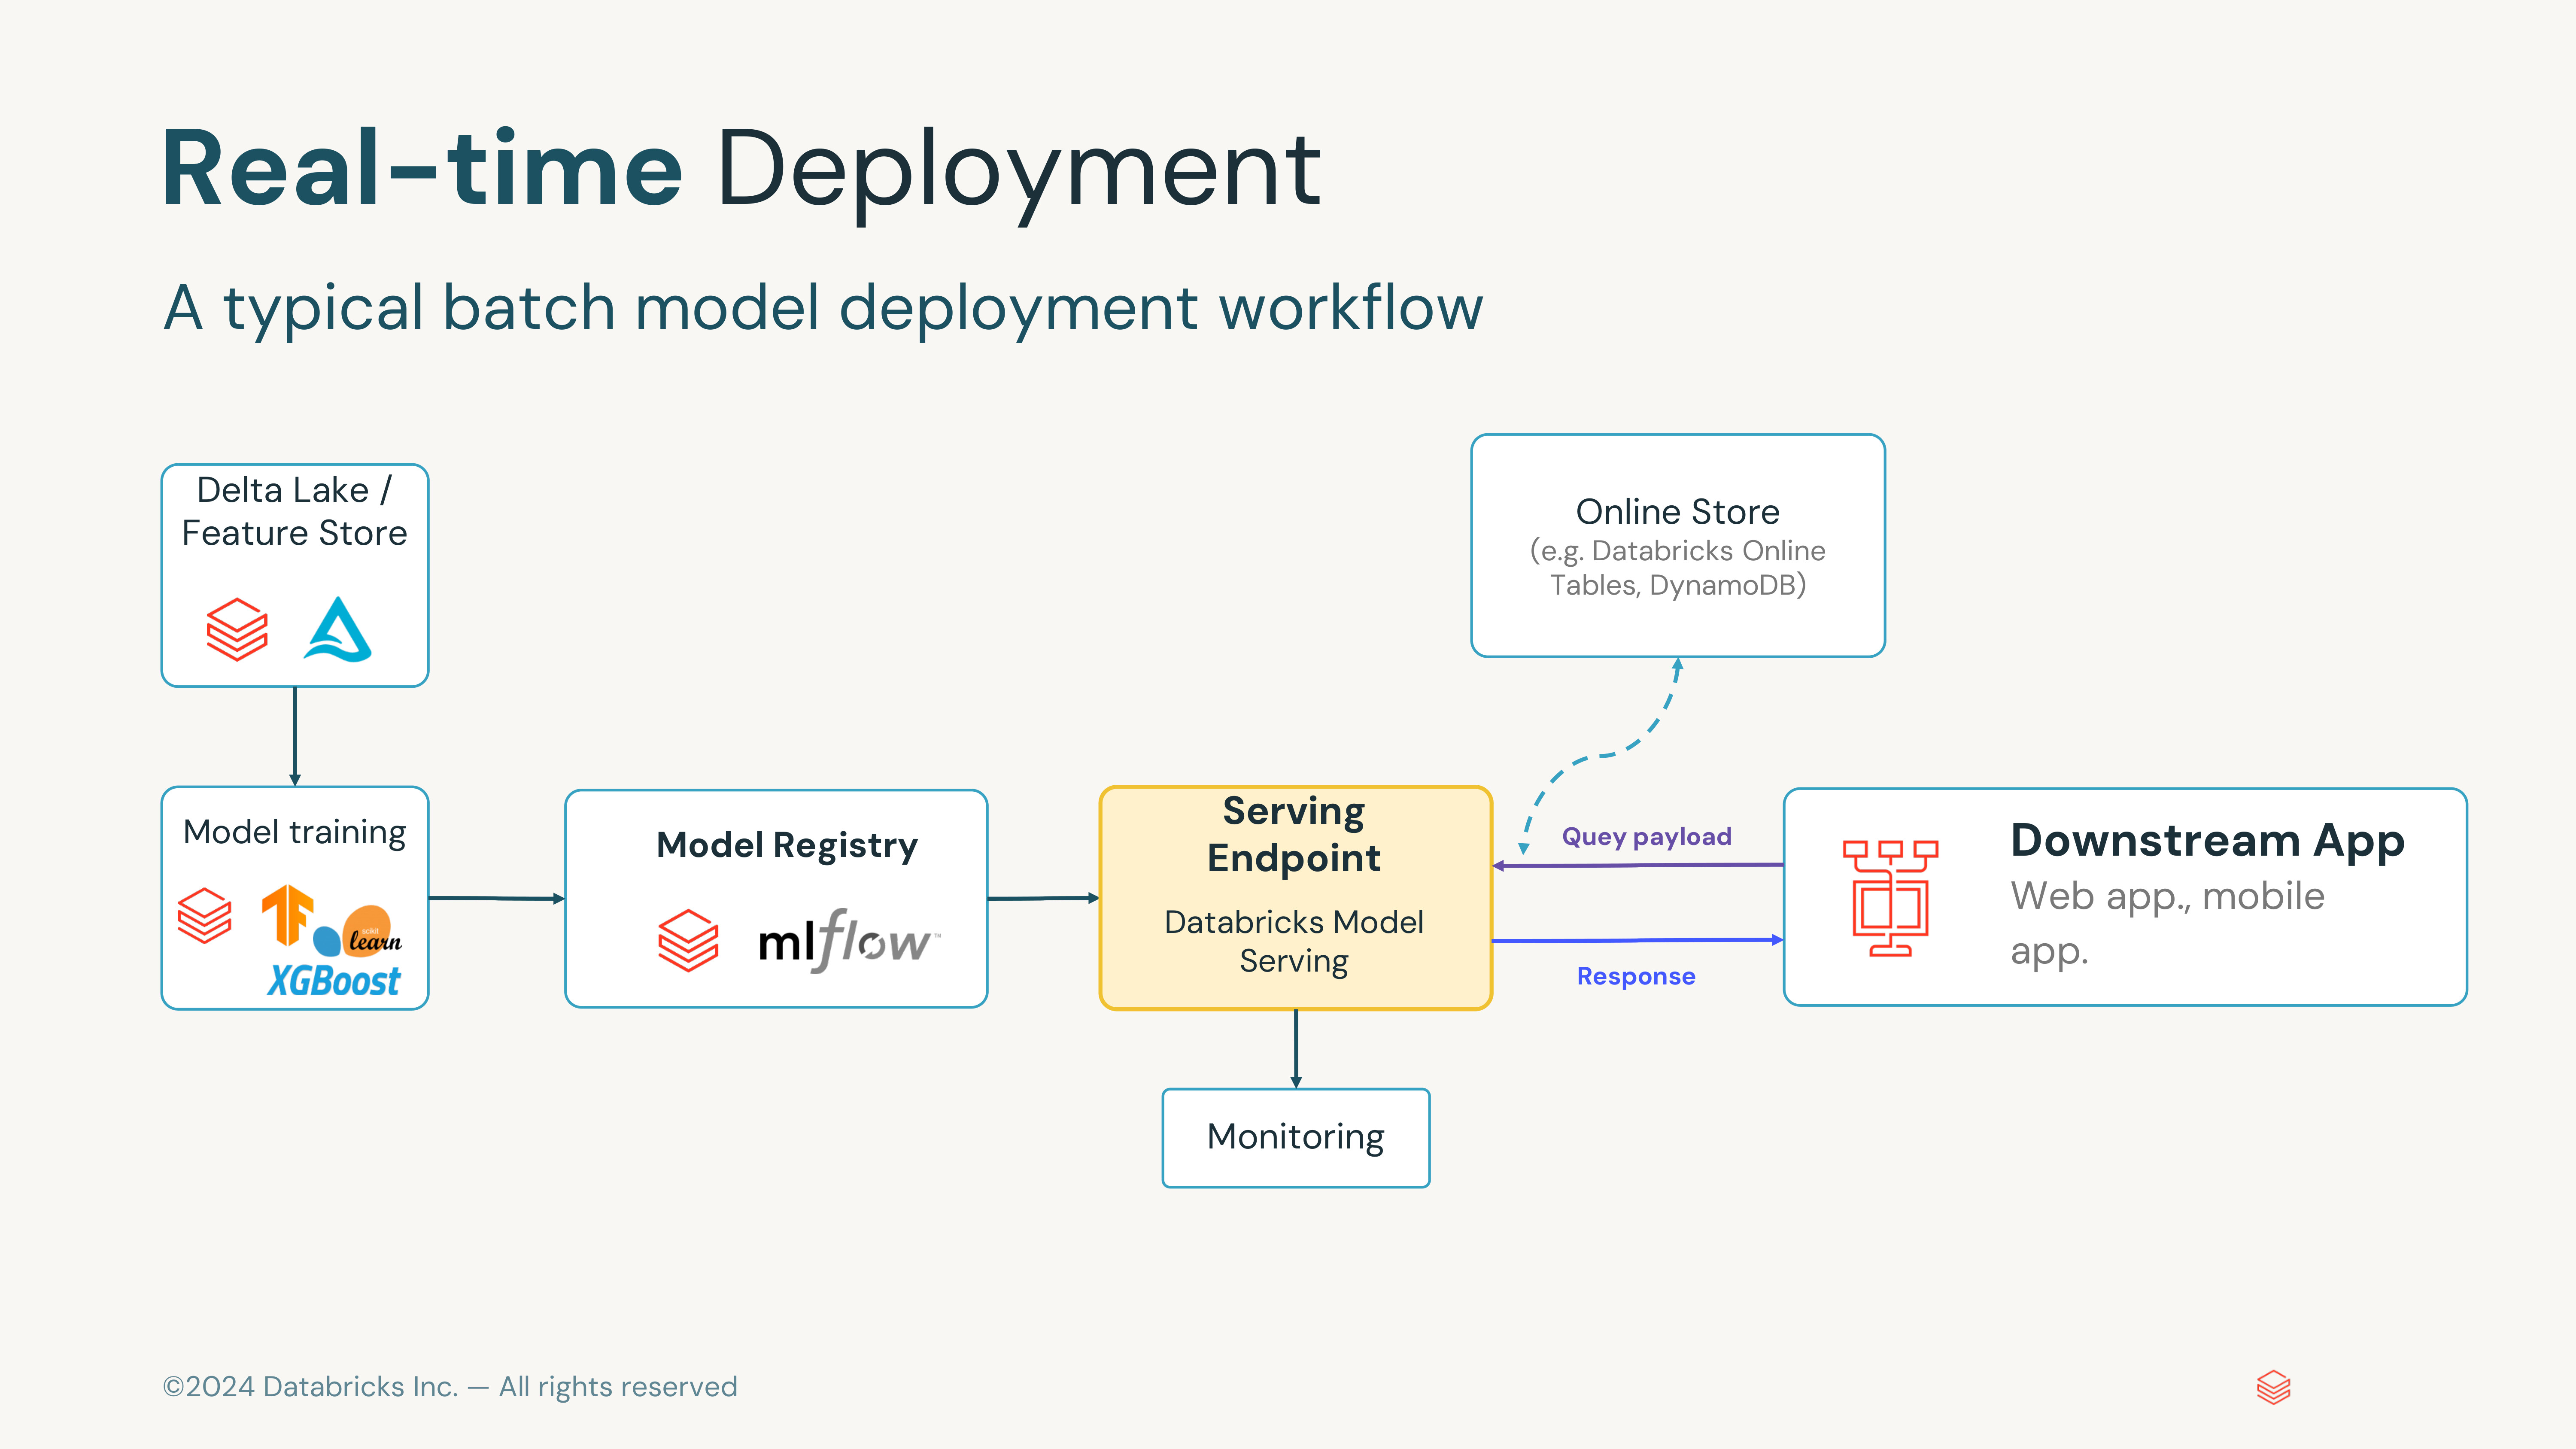 Real-time Deployment
A typical batch model deployment workflow
Delta Lake /
Feature Store
Online Store
(e.g. Databricks Online
Tables, DynamoDB)
Model training
scikit
learn
XGBoost
Model Registry
mlflow™
Serving
Endpoint
Databricks Model
Serving
Quey payload
Response
Downstream App
Web app., mobile
app.
Monitoring
©2024 Databricks Inc. — All rights reserved